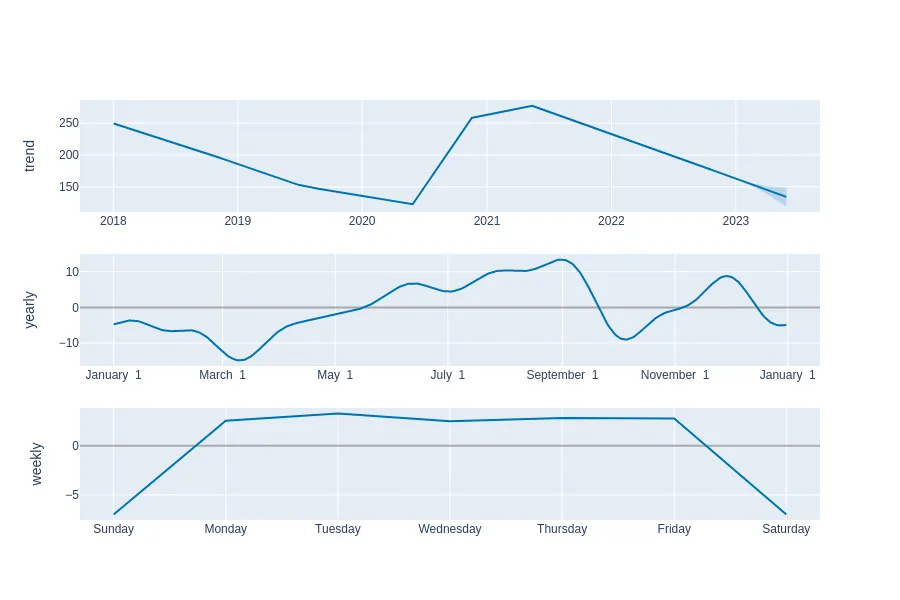 trend
250
200
150
2018 2019 2020 2021 2022 2023
yearly
10
0
−10
January 1 March 1 May 1 July 1 September 1 November 1 January 1
weekly
0
−5
Sunday Monday Tuesday Wednesday Thursday Friday Saturday